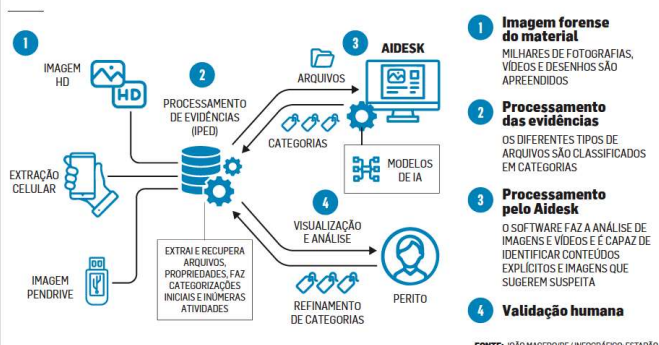 1
IMAGEM
HD
HD
EXTRAÇÃO
CELULAR
IMAGEM
PENDRIVE
2
PROCESSAMENTO
DE EVIDÊNCIAS
(IPED)
EXTRAI E RECUPERA
ARQUIVOS,
PROPRIEDADES, FAZ
CATEGORIZAÇÕES
INICIAIS E INÚMERAS
ATIVIDADES
3
AIDESK
ARQUIVOS
CATEGORIAS
MODELOS
DE IA
4
VISUALIZAÇÃO
E ANÁLISE
REFINAMENTO
DE CATEGORIAS
PERITO
1 Imagem forense
do material
MILHARES DE FOTOGRAFIAS,
VÍDEOS E DESENHOS SÃO
APREENDIDOS
2 Processamento
das evidências
OS DIFERENTES TIPOS DE
ARQUIVOS SÃO CLASSIFICADOS
EM CATEGORIAS
3 Processamento
pelo Aidesk
O SOFTWARE FAZ A ANÁLISE DE
IMAGENS E VÍDEOS E É CAPAZ DE
IDENTIFICAR CONTEÚDOS
EXPLÍCITOS E IMAGENS QUE
SUGEREM SUSPEITA
4 Validação humana